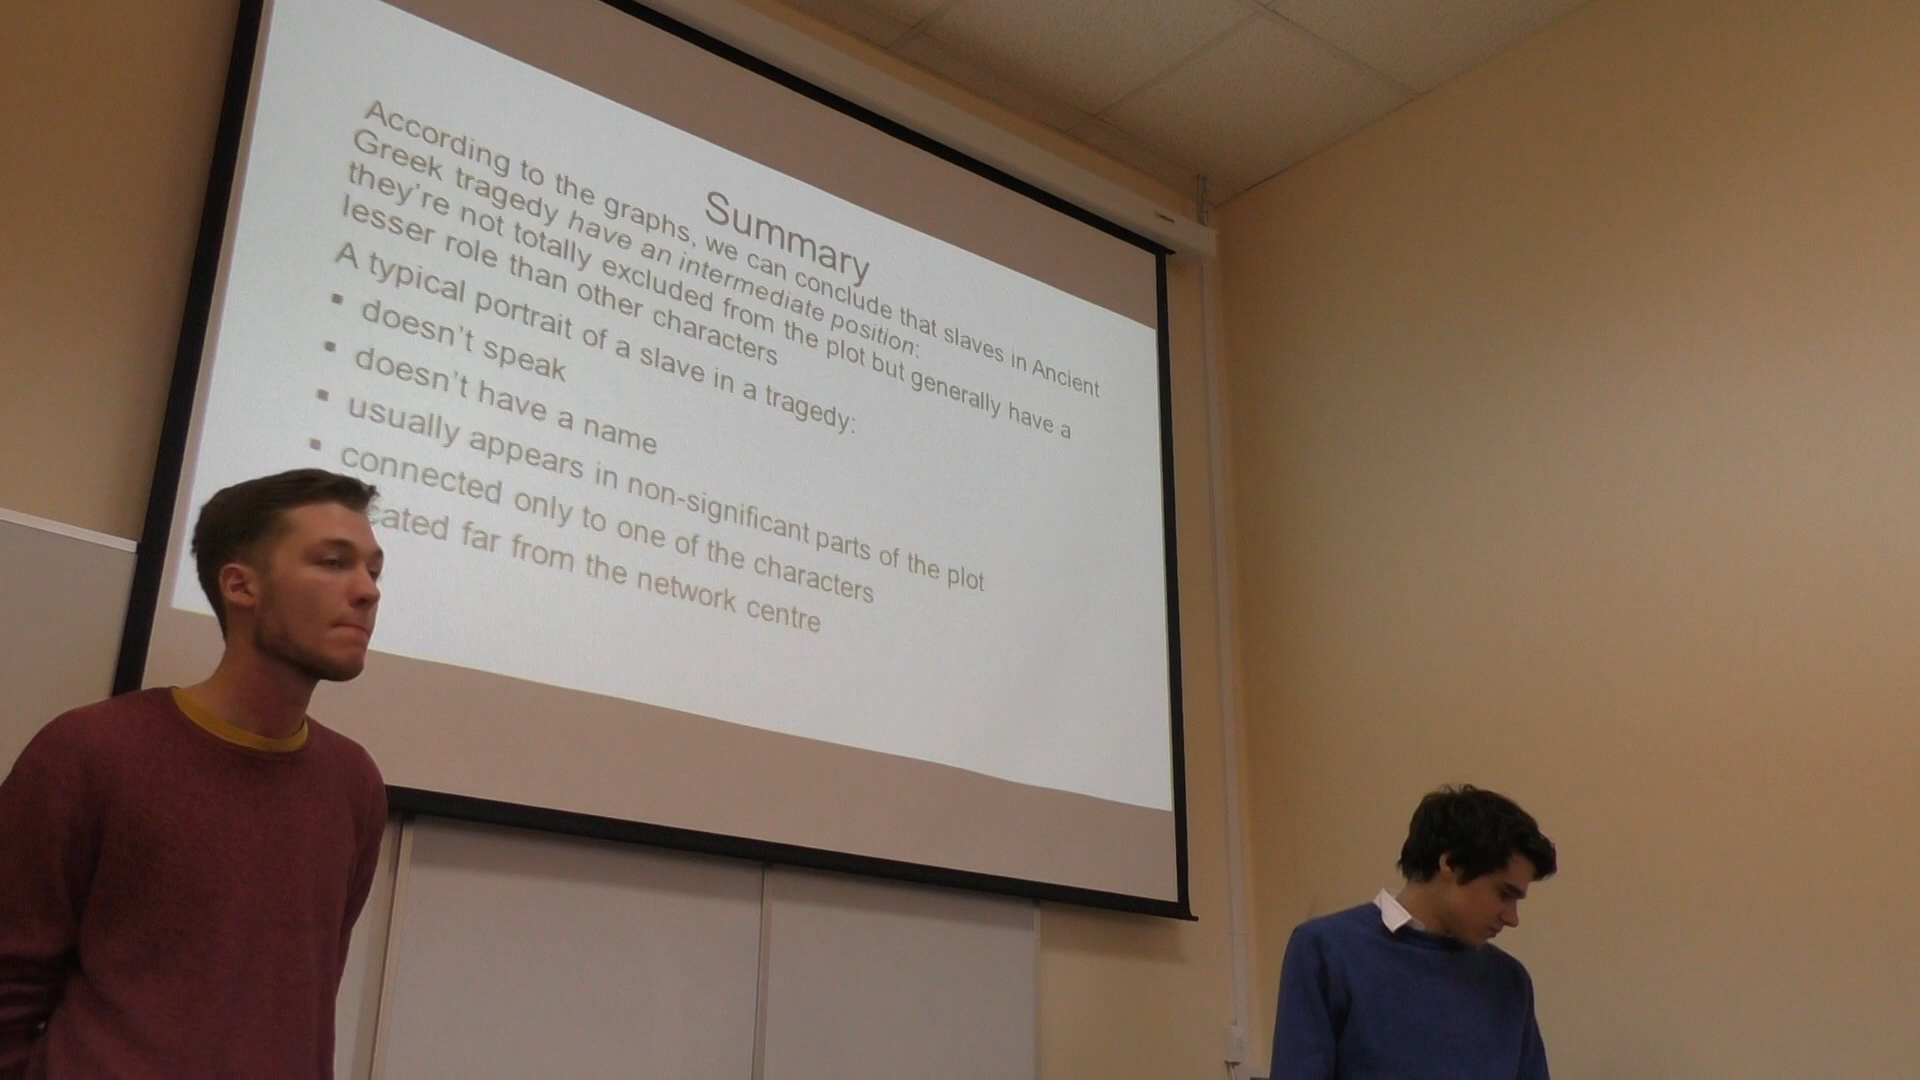 Summary
According to the graphs, we can conclude that slaves in Ancient
Greek tragedy have an intermediate position:
they're not totally excluded from the plot but generally have a
lesser role than other characters
A typical portrait of a slave in a tragedy:
▪ doesn't speak
▪ doesn't have a name
▪ usually appears in non-significant parts of the plot
▪ connected only to one of the characters
far from the network centre